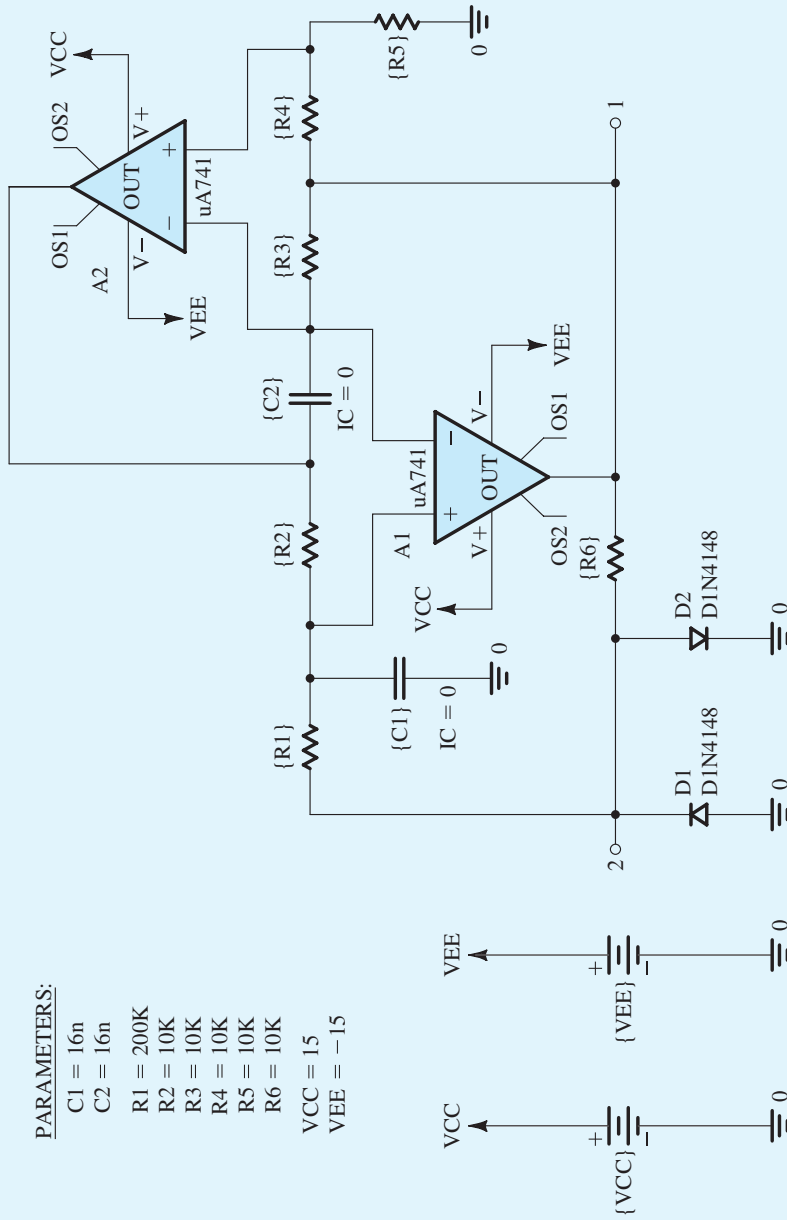 PARAMETERS:
C1 = 16n
C2 = 16n
R1 = 200K
R2 = 10K
R3 = 10K
R4 = 10K
R5 = 10K
R6 = 10K
VCC = 15
VEE = −15
VCC
+
{VCC}
−
0
VEE
+
{VEE}
−
0
A2
OS1
OS2
V−
OUT
V+
VCC
VEE
−
+
uA741
{R1}
{R2}
{C2}
IC = 0
{R3}
{R4}
{R5}
0
{C1}
IC = 0
0
A1
uA741
+
−
V+
OUT
V−
VCC
VEE
OS2
OS1
{R6}
1
2
D1
D1N4148
0
D2
D1N4148
0